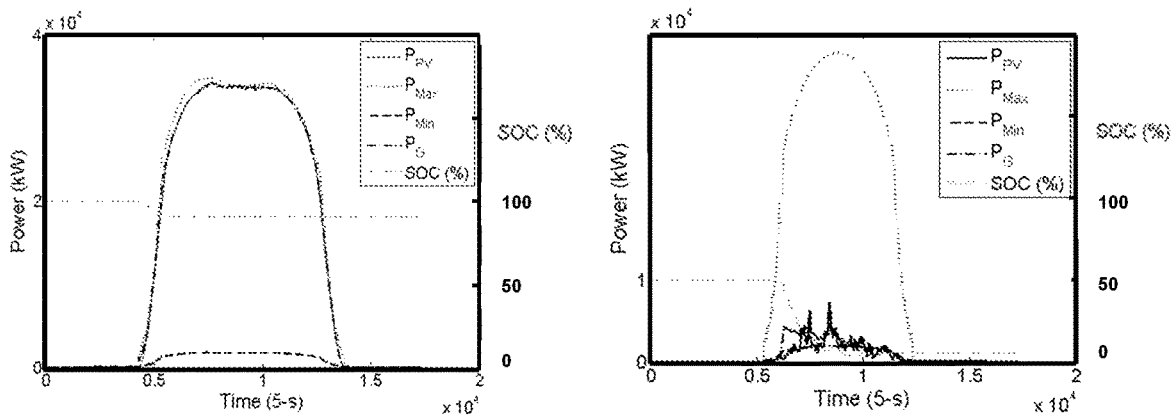 x 10⁴
4
P_PV
P_Max
P_Min
P_G
SOC (%)
SOC (%)
Power (kW)
2
100
50
0
0
0
0.5
1
1.5
2
Time (5-s)
x 10⁴
x 10⁴
4
P_PV
P_Max
P_Min
P_G
SOC (%)
SOC (%)
Power (kW)
100
1
50
0
0
0.5
1
1.5
2
Time (5-s)
x 10⁴